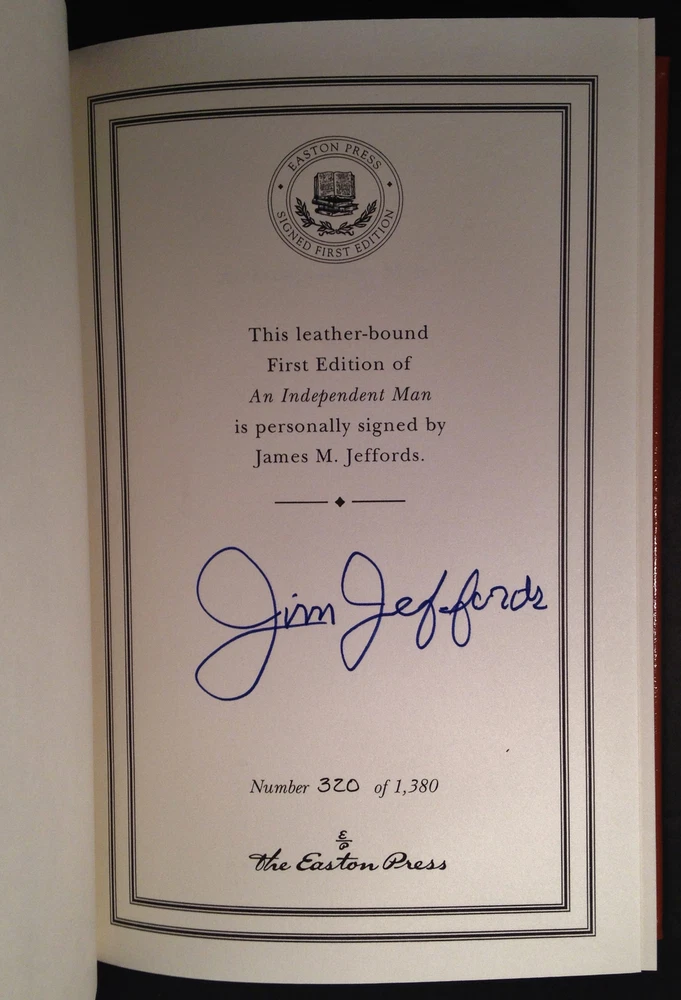 EASTON PRESS
SIGNED FIRST EDITION
This leather-bound
First Edition of
An Independent Man
is personally signed by
James M. Jeffords.
Jim Jeffords
Number 320 of 1,380
E
P
The Easton Press